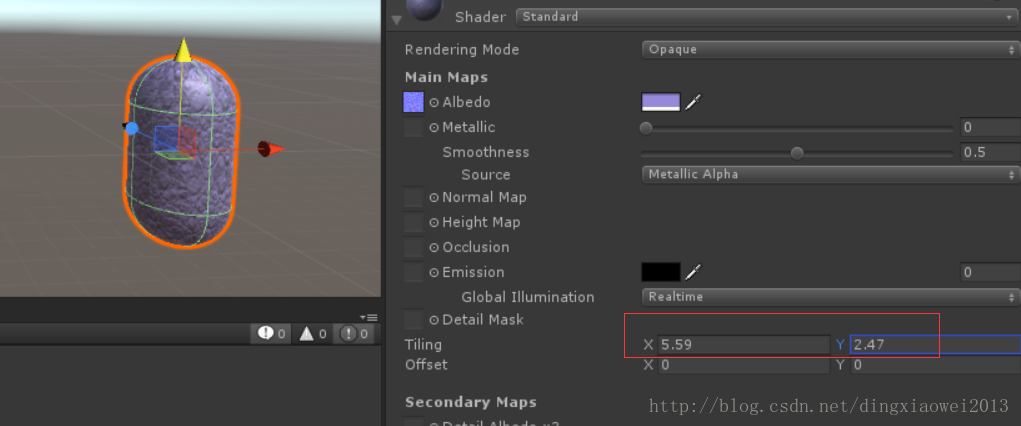 Shader Standard
Rendering Mode Opaque
Main Maps
Albedo
Metallic 0
Smoothness 0.5
Source Metallic Alpha
Normal Map
Height Map
Occlusion
Emission 0
Global Illumination Realtime
Detail Mask
0 0 0
Tiling X 5.59 Y 2.47
Offset X 0 Y 0
Secondary Maps
http://blog.csdn.net/dingxiaowei2013